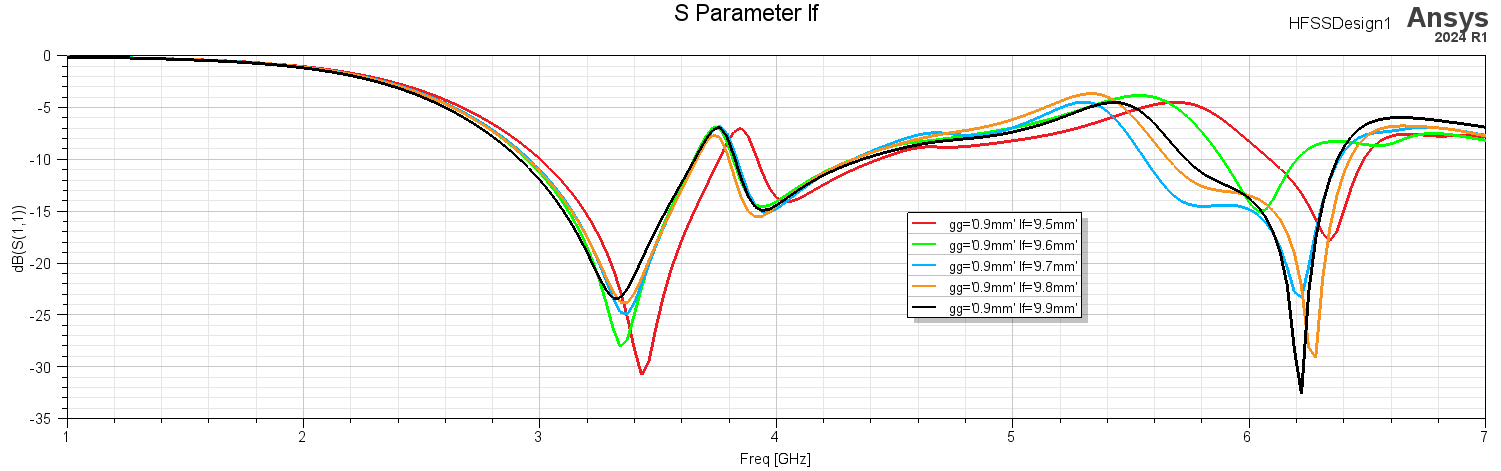 S Parameter lf
HFSSDesign1
Ansys
2024 R1
dB(S(1,1))
0
-5
-10
-15
-20
-25
-30
-35
gg='0.9mm' lf='9.5mm'
gg='0.9mm' lf='9.6mm'
gg='0.9mm' lf='9.7mm'
gg='0.9mm' lf='9.8mm'
gg='0.9mm' lf='9.9mm'
1 2 3 4 5 6 7
Freq [GHz]